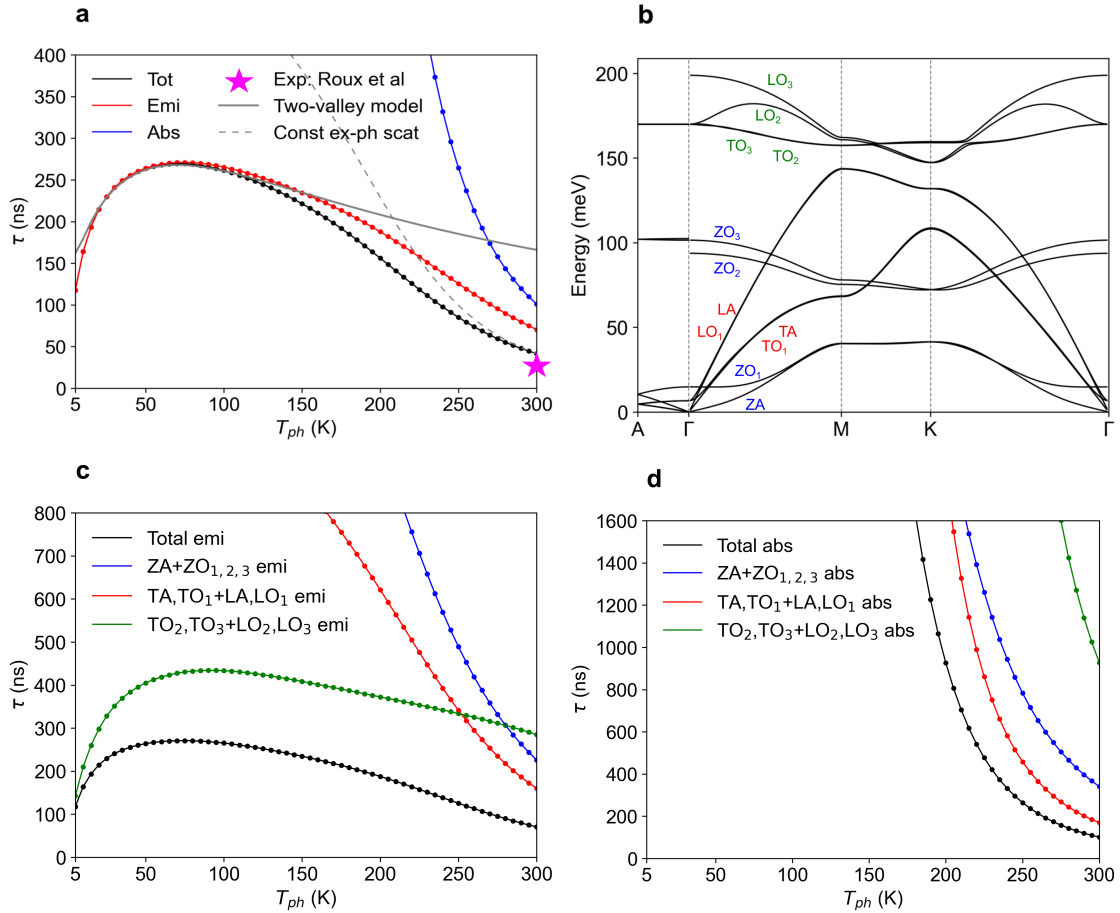 a
400
350
300
250
200
150
100
50
0
τ (ns)
Tot
Emi
Abs
Exp: Roux et al
Two-valley model
Const ex-ph scat
5
50
100
150
200
250
300
T_ph (K)
b
200
150
100
50
0
Energy (meV)
LO₃
LO₂
TO₃
TO₂
ZO₃
ZO₂
LA
LO₁
TA
TO₁
ZO₁
ZA
A
Γ
M
K
Γ
c
800
700
600
500
400
300
200
100
0
τ (ns)
Total emi
ZA+ZO₁,₂,₃ emi
TA,TO₁+LA,LO₁ emi
TO₂,TO₃+LO₂,LO₃ emi
5
50
100
150
200
250
300
T_ph (K)
d
1600
1400
1200
1000
800
600
400
200
0
τ (ns)
Total abs
ZA+ZO₁,₂,₃ abs
TA,TO₁+LA,LO₁ abs
TO₂,TO₃+LO₂,LO₃ abs
5
50
100
150
200
250
300
T_ph (K)